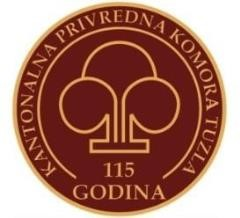 KANTONALNA PRIVREDNA KOMORA TUZLA
115
GODINA